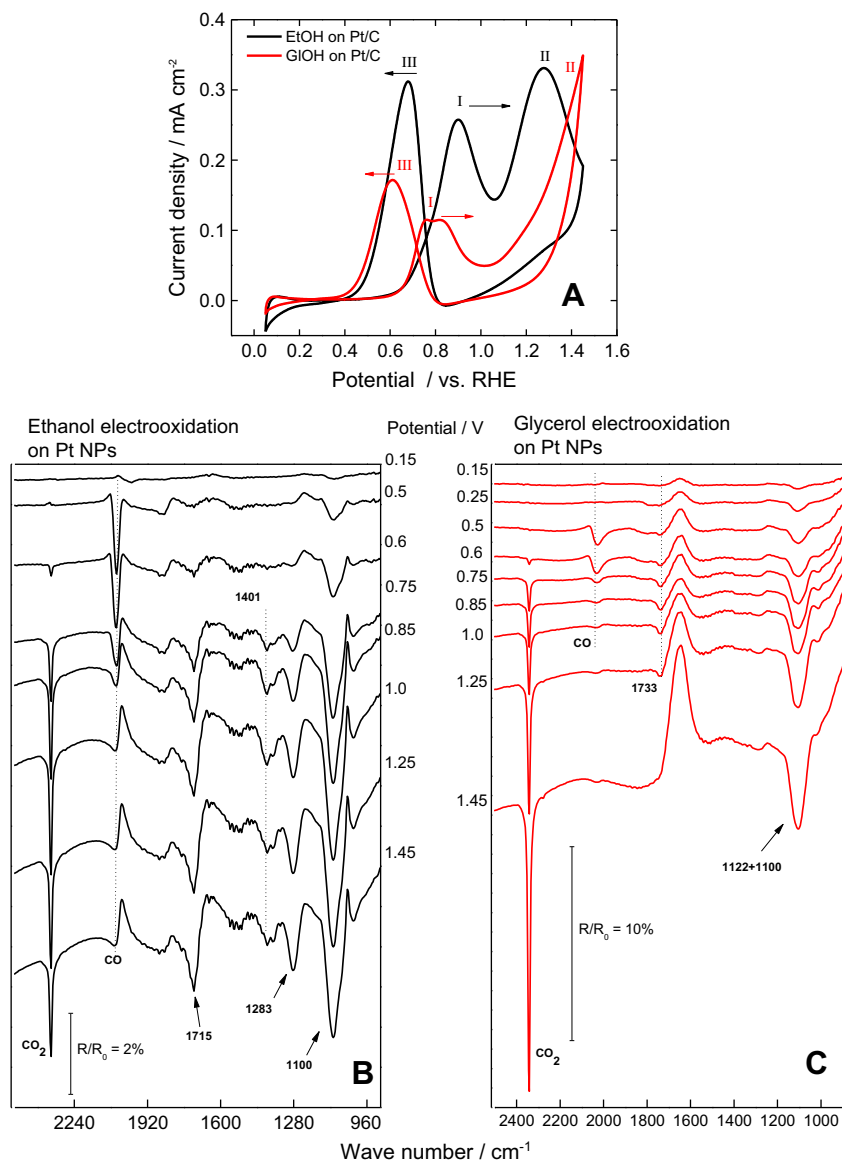 EtOH on Pt/C
GlOH on Pt/C
III
I
II
II
III
I
0.4
0.3
0.2
0.1
0.0
Current density / mA cm-2
A
0.0 0.2 0.4 0.6 0.8 1.0 1.2 1.4 1.6
Potential / vs. RHE
Ethanol electrooxidation
on Pt NPs
Potential / V
0.15
0.5
0.6
0.75
0.85
1.0
1.25
1.45
1401
CO
1283
1715
1100
CO2
R/R0 = 2%
B
2240 1920 1600 1280 960
Glycerol electrooxidation
on Pt NPs
0.15
0.25
0.5
0.6
0.75
0.85
1.0
1.25
1.45
CO
1733
1122+1100
R/R0 = 10%
CO2
C
2500 2000 1800 1600 1400 1200 1000
Wave number / cm-1